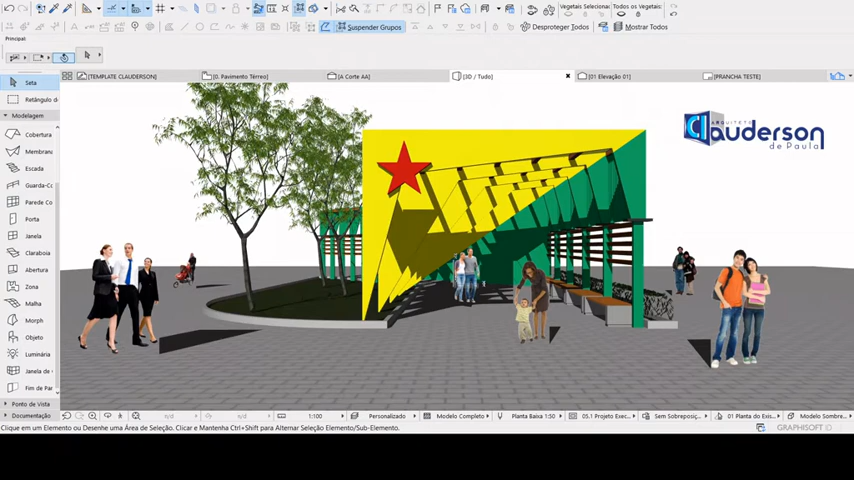 Vegetais Selecionar
Todos os Vegetais:
Suspender Grupos
Desproteger Todos
Mostrar Todos
Principal:
[TEMPLATE CLAUDERSON]
[0. Pavimento Térreo]
[A Corte AA]
[3D / Tudo]
[01 Elevação 01]
[PRANCHA TESTE]
Seta
Retângulo d
Modelagem
Cobertura
Membrana
Escada
Guarda-Co
Parede Co
Porta
Janela
Claraboia
Abertura
Zona
Malha
Morph
Objeto
Luminária
Janela de
Fim de Par
Ponto de Vista
Documentação
ARQUITETO
Clauderson
de Paula
n/d
n/d
1:100
Personalizado
Modelo Completo
Planta Baixa 1:50
05.1 Projeto Exec...
Sem Sobreposiç...
01 Planta do Exis...
Modelo Sombre...
Clique em um Elemento ou Desenhe uma Área de Seleção. Clicar e Mantenha Ctrl+Shift para Alternar Seleção Elemento/Sub-Elemento.
GRAPHISOFT